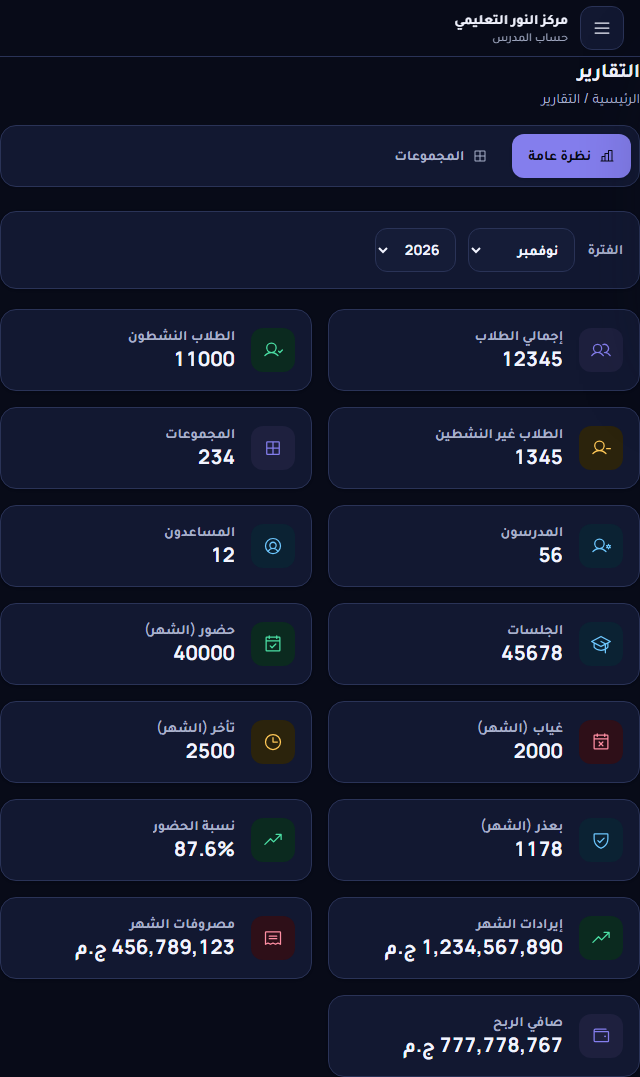 مركز النور التعليمي
حساب المدرس
التقارير
الرئيسية / التقارير
نظرة عامة
المجموعات
الفترة
نوفمبر
2026
إجمالي الطلاب
12345
الطلاب النشطون
11000
الطلاب غير النشطين
1345
المجموعات
234
المدرسون
56
المساعدون
12
الجلسات
45678
حضور (الشهر)
40000
غياب (الشهر)
2000
تأخر (الشهر)
2500
بعذر (الشهر)
1178
نسبة الحضور
87.6%
إيرادات الشهر
1,234,567,890 ج.م
مصروفات الشهر
456,789,123 ج.م
صافي الربح
777,778,767 ج.م